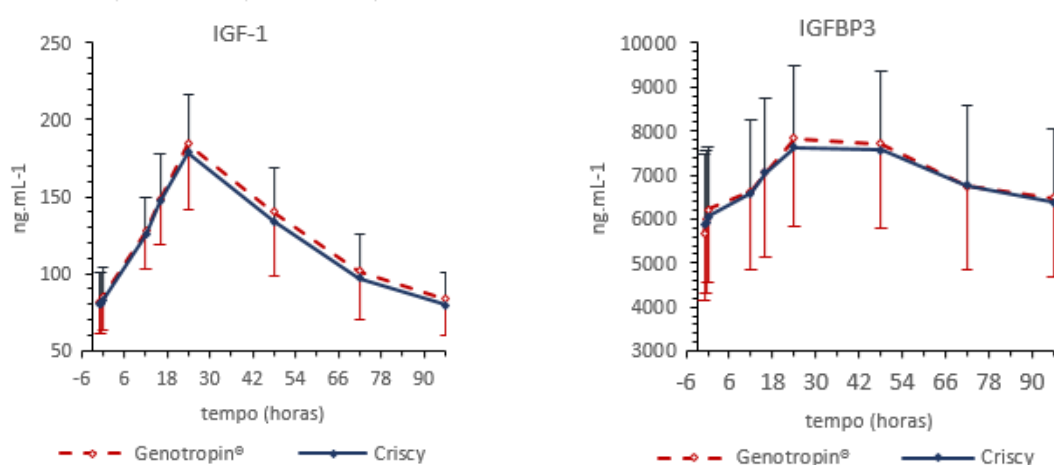 IGF-1
250
200
150
100
50
ng.mL-1
-6 6 18 30 42 54 66 78 90
tempo (horas)
Genotropin® Criscy
IGFBP3
10000
9000
8000
7000
6000
5000
4000
3000
ng.mL-1
-6 6 18 30 42 54 66 78 90
tempo (horas)
Genotropin® Criscy